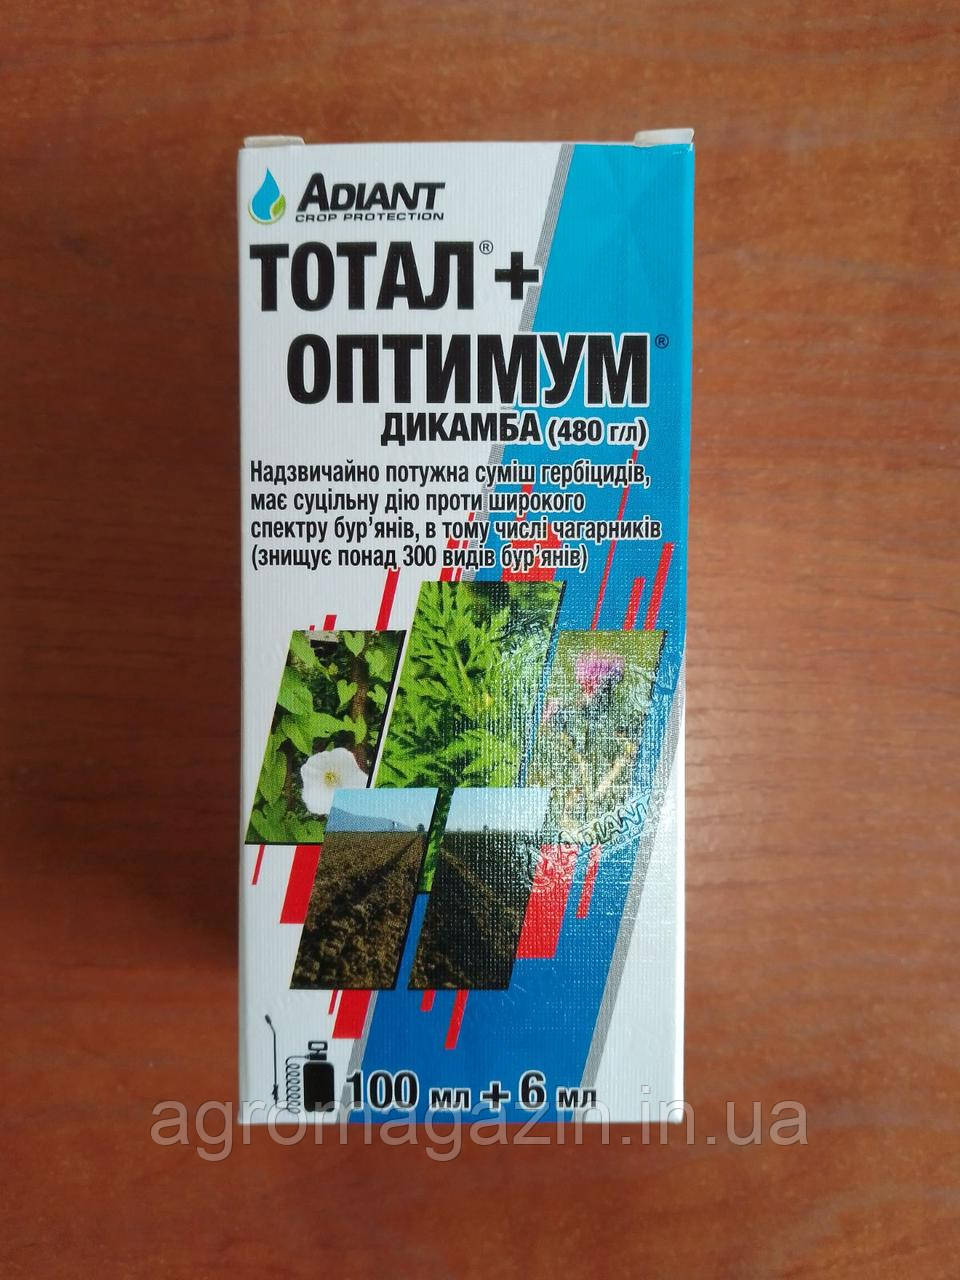 ADIANT
CROP PROTECTION
ТОТАЛ® +
ОПТИМУМ®
ДИКАМБА (480 г/л)
Надзвичайно потужна суміш гербіцидів,
має суцільну дію проти широкого
спектру бур'янів, в тому числі чагарників
(знищує понад 300 видів бур'янів)
ADIANT
100 мл + 6 мл
agromagazin.in.ua